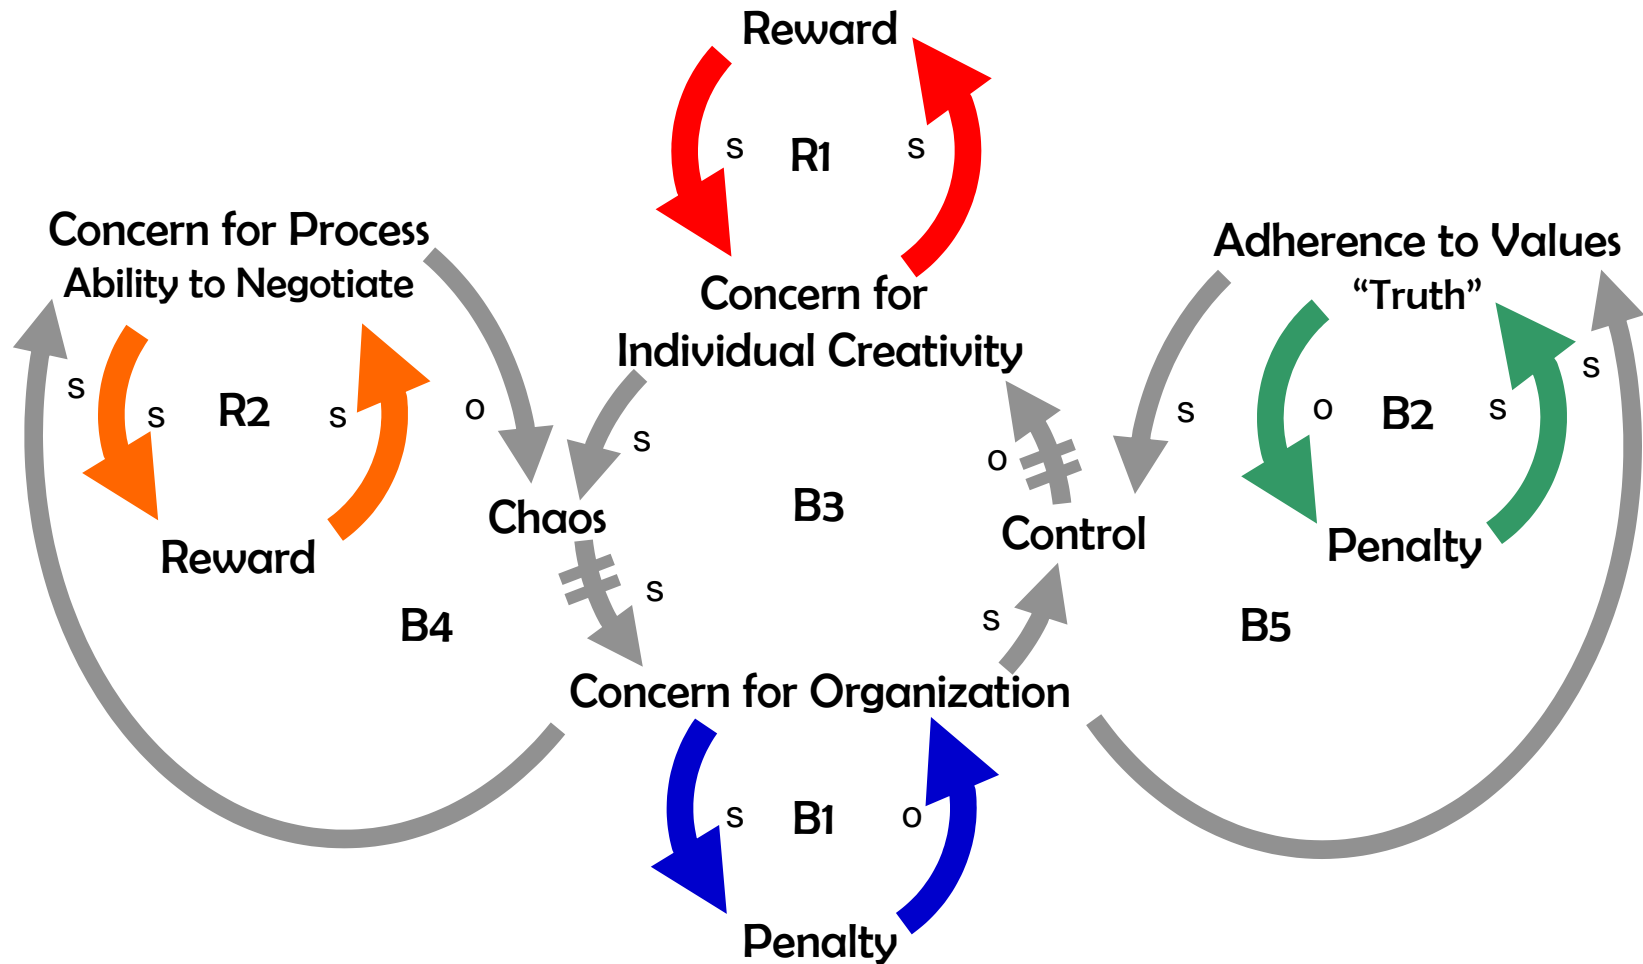 Reward
s
R1
s
Concern for Process
Ability to Negotiate
Adherence to Values
“Truth”
Concern for
Individual Creativity
s
s
R2
s
o
s
o
s
o
B2
s
s
Chaos
B3
Control
Reward
Penalty
s
s
B4
B5
Concern for Organization
s
B1
o
Penalty